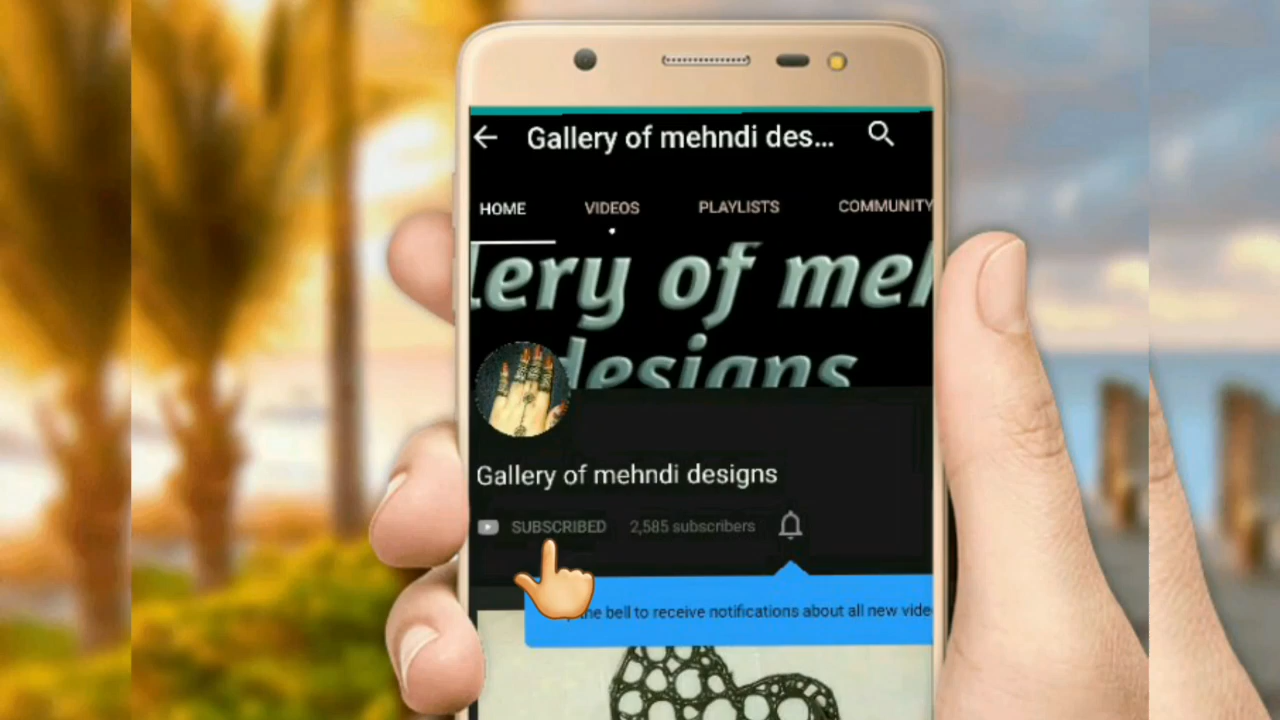 Gallery of mehndi des...
HOME VIDEOS PLAYLISTS COMMUNITY
lery of meh
designs
Gallery of mehndi designs
SUBSCRIBED 2,585 subscribers
the bell to receive notifications about all new vide